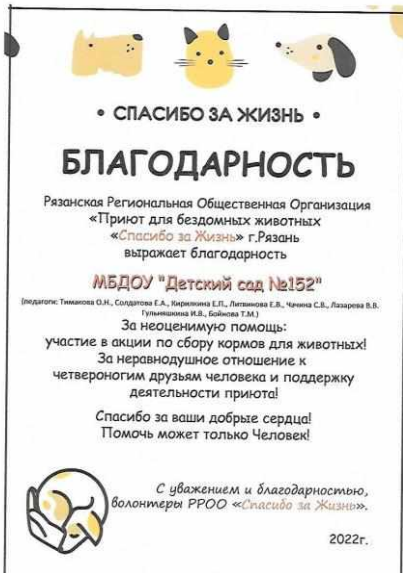 • СПАСИБО ЗА ЖИЗНЬ •
БЛАГОДАРНОСТЬ
Рязанская Региональная Общественная Организация
«Приют для бездомных животных
«Спасибо за Жизнь» г.Рязань
выражает благодарность
МБДОУ "Детский сад №152"
(педагоги: Тимакова О.Н., Солдатова Е.А., Кирилкина Е.П., Литвинова Е.В., Чачина С.В., Лазарева В.В.
Гульняшкина И.В., Бойнова Т.М.)
За неоценимую помощь:
участие в акции по сбору кормов для животных!
За неравнодушное отношение к
четвероногим друзьям человека и поддержку
деятельности приюта!
Спасибо за ваши добрые сердца!
Помочь может только Человек!
С уважением и благодарностью,
волонтеры РРОО «Спасибо за Жизнь».
2022г.